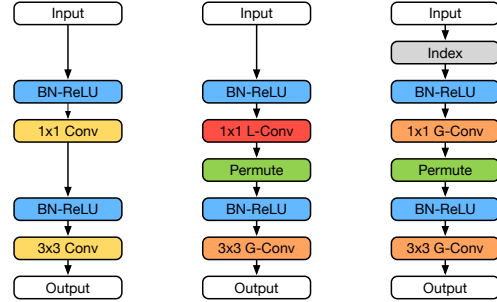 Input
BN-ReLU
1x1 Conv
BN-ReLU
3x3 Conv
Output
Input
BN-ReLU
1x1 L-Conv
Permute
BN-ReLU
3x3 G-Conv
Output
Input
Index
BN-ReLU
1x1 G-Conv
Permute
BN-ReLU
3x3 G-Conv
Output